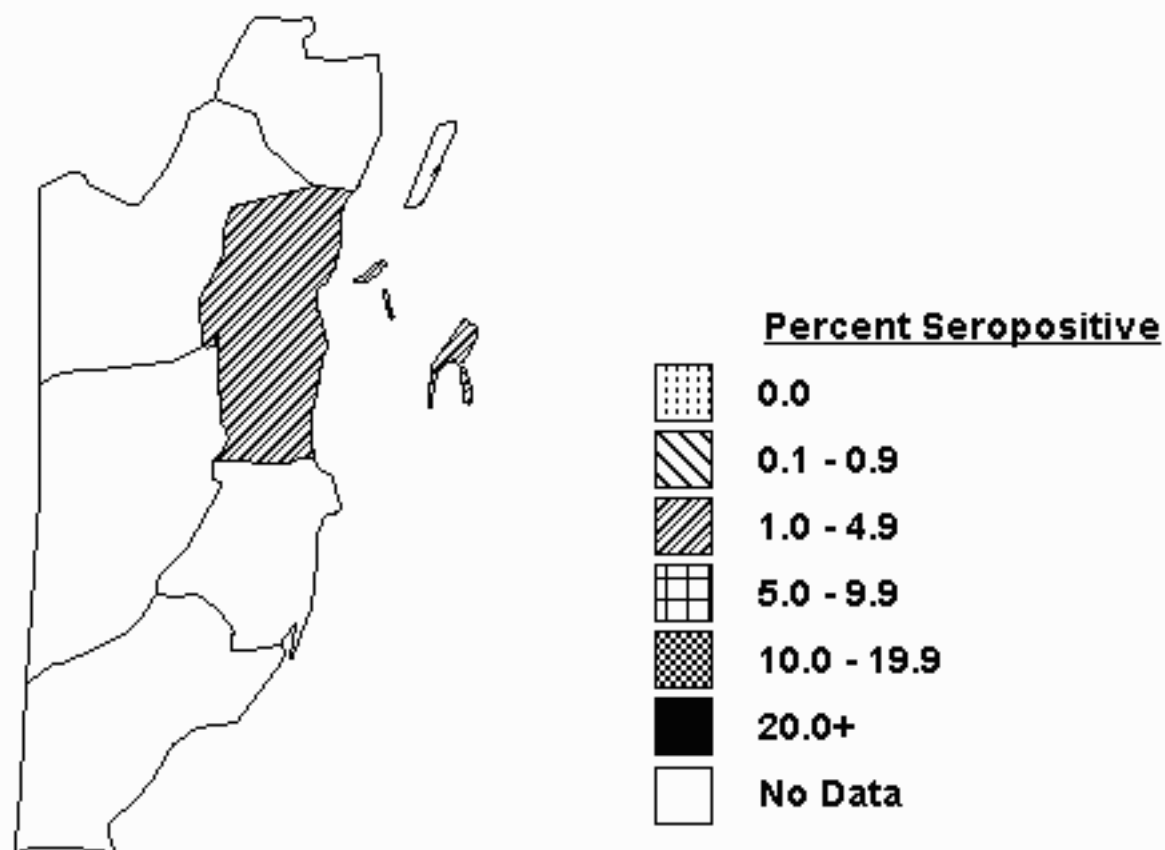 Percent Seropositive
0.0
0.1 - 0.9
1.0 - 4.9
5.0 - 9.9
10.0 - 19.9
20.0+
No Data